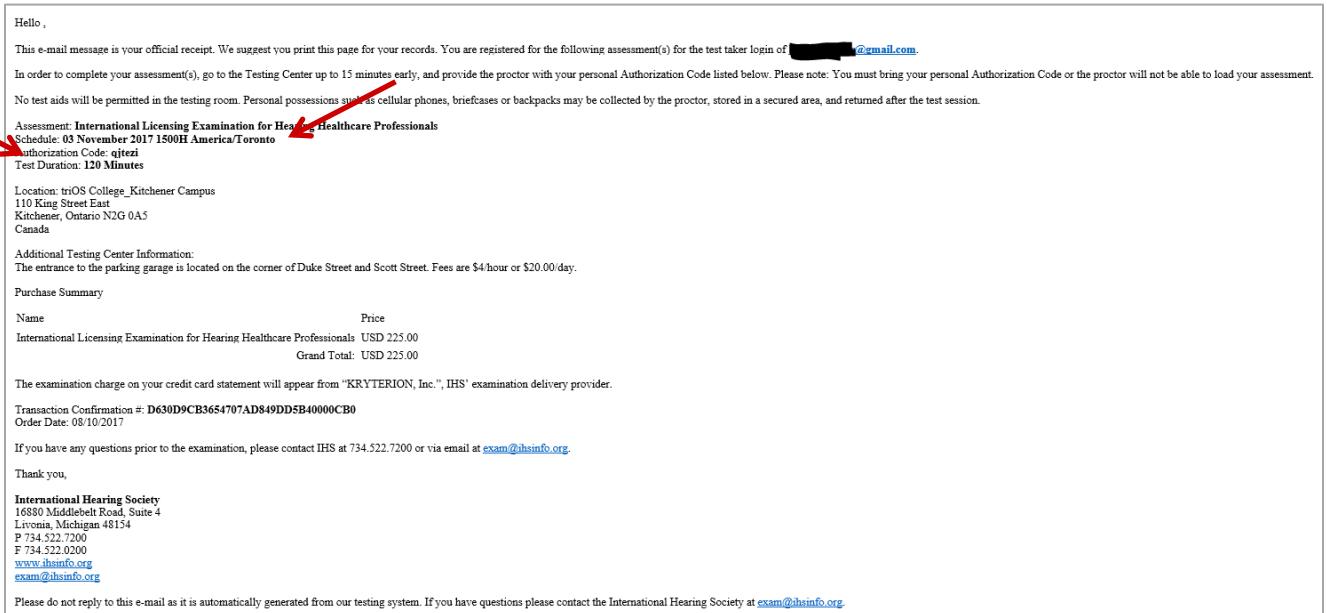 Hello ,
This e-mail message is your official receipt. We suggest you print this page for your records. You are registered for the following assessment(s) for the test taker login of @gmail.com.
In order to complete your assessment(s), go to the Testing Center up to 15 minutes early, and provide the proctor with your personal Authorization Code listed below. Please note: You must bring your personal Authorization Code or the proctor will not be able to load your assessment.
No test aids will be permitted in the testing room. Personal possessions such as cellular phones, briefcases or backpacks may be collected by the proctor, stored in a secured area, and returned after the test session.
Assessment: International Licensing Examination for Hearing Healthcare Professionals
Schedule: 03 November 2017 1500H America/Toronto
Authorization Code: qjtezi
Test Duration: 120 Minutes
Location: triOS College_Kitchener Campus
110 King Street East
Kitchener, Ontario N2G 0A5
Canada
Additional Testing Center Information:
The entrance to the parking garage is located on the corner of Duke Street and Scott Street. Fees are $4/hour or $20.00/day.
Purchase Summary
Name Price
International Licensing Examination for Hearing Healthcare Professionals USD 225.00
Grand Total: USD 225.00
The examination charge on your credit card statement will appear from “KRYTERION, Inc.”, IHS’ examination delivery provider.
Transaction Confirmation #: D630D9CB3654707AD849DD5B40000CB0
Order Date: 08/10/2017
If you have any questions prior to the examination, please contact IHS at 734.522.7200 or via email at exam@ihsinfo.org.
Thank you,
International Hearing Society
16880 Middlebelt Road, Suite 4
Livonia, Michigan 48154
P 734.522.7200
F 734.522.0200
www.ihsinfo.org
exam@ihsinfo.org
Please do not reply to this e-mail as it is automatically generated from our testing system. If you have questions please contact the International Hearing Society at exam@ihsinfo.org.